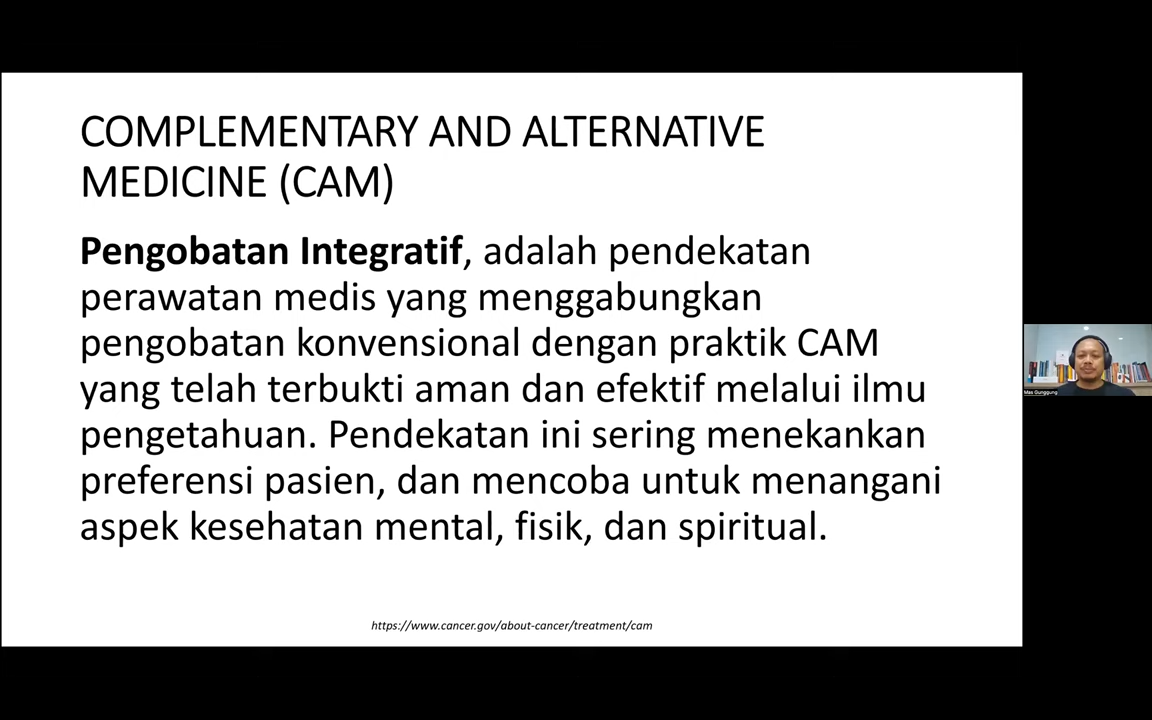 COMPLEMENTARY AND ALTERNATIVE
MEDICINE (CAM)
Pengobatan Integratif, adalah pendekatan
perawatan medis yang menggabungkan
pengobatan konvensional dengan praktik CAM
yang telah terbukti aman dan efektif melalui ilmu
pengetahuan. Pendekatan ini sering menekankan
preferensi pasien, dan mencoba untuk menangani
aspek kesehatan mental, fisik, dan spiritual.
https://www.cancer.gov/about-cancer/treatment/cam
Mas Gunggung